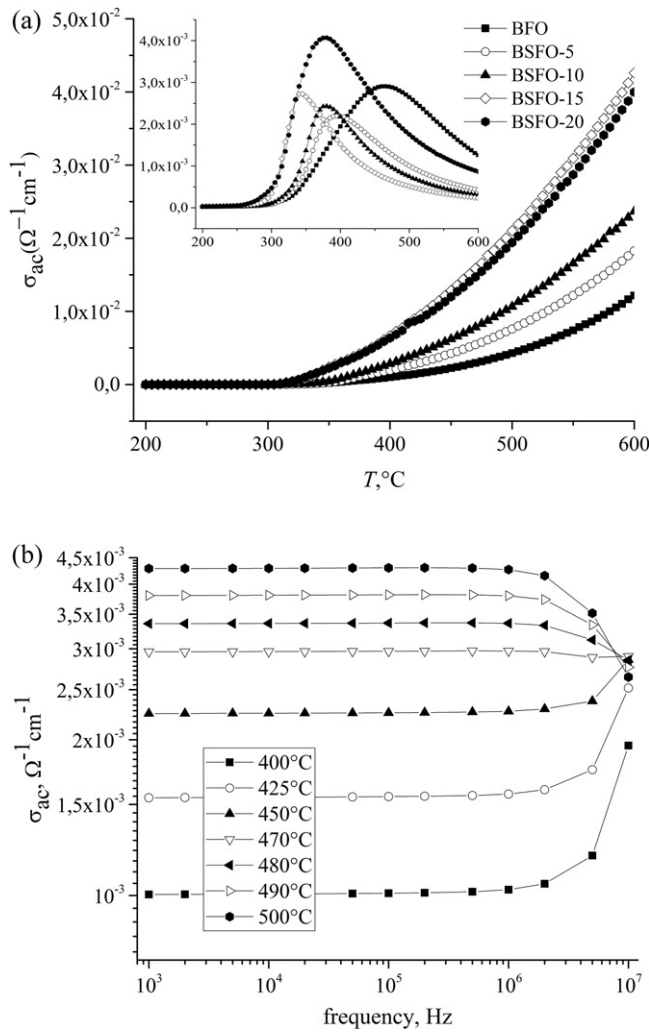 (a)
BFO
BSFO-5
BSFO-10
BSFO-15
BSFO-20
4,0x10⁻³
3,0x10⁻³
2,0x10⁻³
1,0x10⁻³
0,0
200 300 400 500 600
5,0x10⁻²
4,0x10⁻²
3,0x10⁻²
2,0x10⁻²
1,0x10⁻²
0,0
σac(Ω⁻¹cm⁻¹)
200 300 400 500 600
T,°C
(b)
4,5x10⁻³
4x10⁻³
3,5x10⁻³
3x10⁻³
2,5x10⁻³
2x10⁻³
1,5x10⁻³
10⁻³
σac, Ω⁻¹cm⁻¹
400°C
425°C
450°C
470°C
480°C
490°C
500°C
10³ 10⁴ 10⁵ 10⁶ 10⁷
frequency, Hz